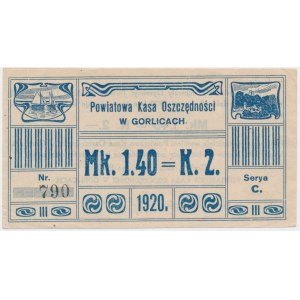 Powiatowa Kasa Oszczędności
W GORLICACH
Mk. 1.40 = K. 2.
Nr.
790
Serya
C.
1920.